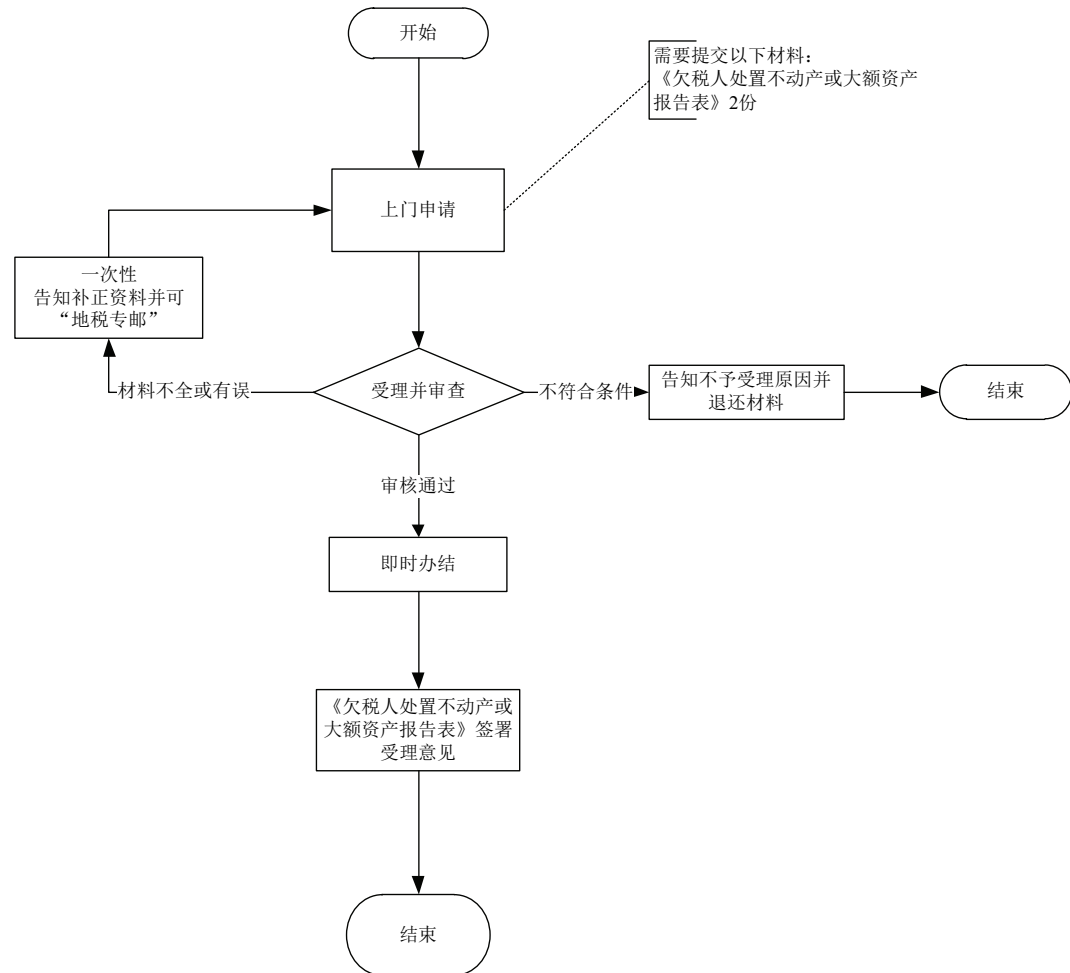 开始
需要提交以下材料：
《欠税人处置不动产或大额资产
报告表》2份
上门申请
一次性
告知补正资料并可
“地税专邮”
材料不全或有误
受理并审查
不符合条件
告知不予受理原因并
退还材料
结束
审核通过
即时办结
《欠税人处置不动产或
大额资产报告表》签署
受理意见
结束